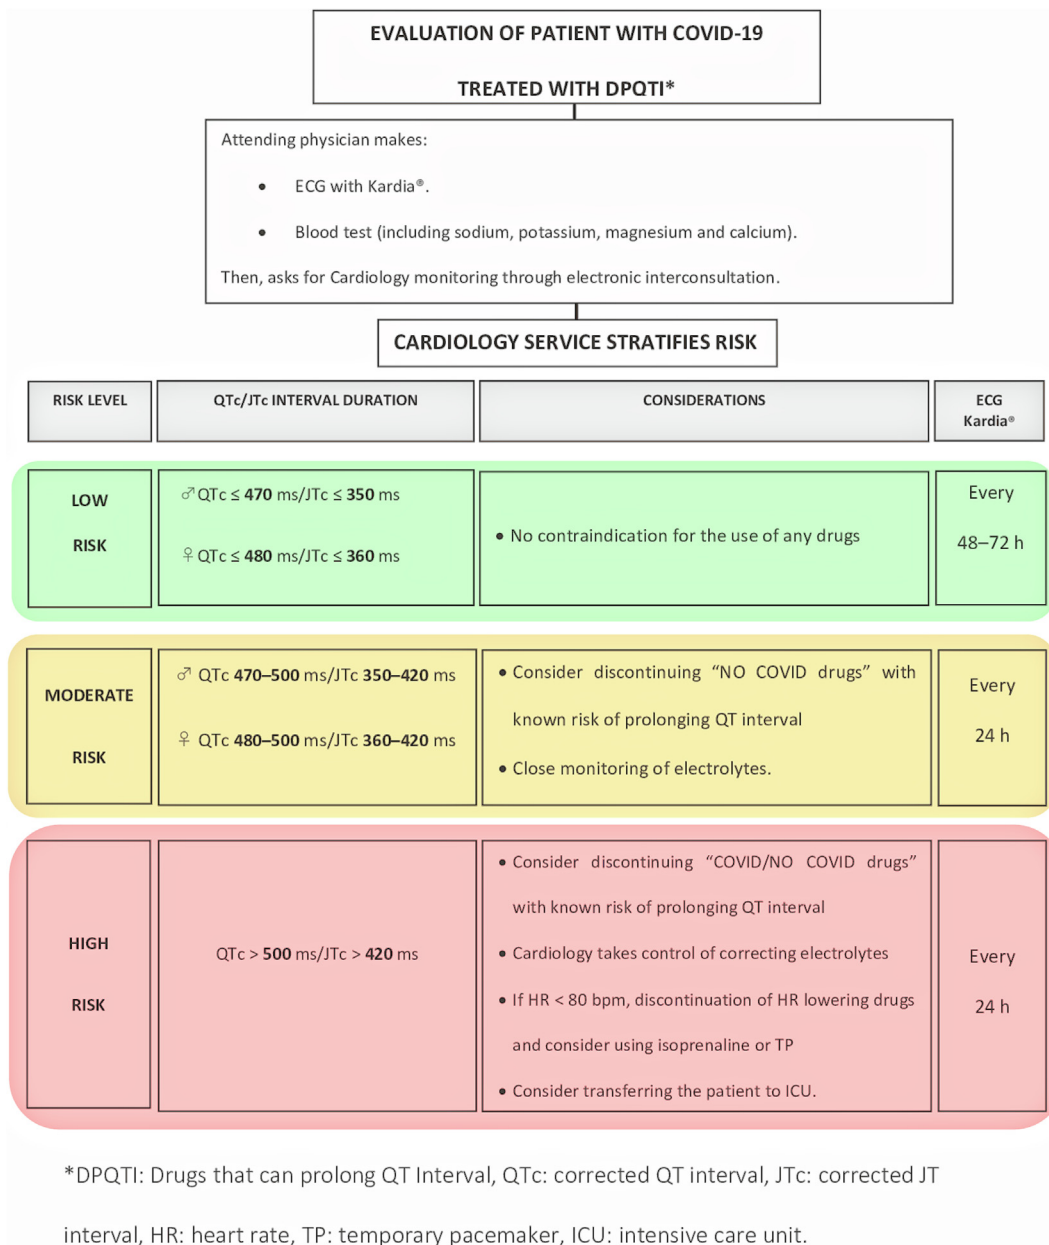 EVALUATION OF PATIENT WITH COVID-19
TREATED WITH DPQTI*
Attending physician makes:
• ECG with Kardia®.
• Blood test (including sodium, potassium, magnesium and calcium).
Then, asks for Cardiology monitoring through electronic interconsultation.
CARDIOLOGY SERVICE STRATIFIES RISK
RISK LEVEL
QTc/JTc INTERVAL DURATION
CONSIDERATIONS
ECG
Kardia®
LOW
RISK
♂QTc ≤ 470 ms/JTc ≤ 350 ms
♀QTc ≤ 480 ms/JTc ≤ 360 ms
• No contraindication for the use of any drugs
Every
48–72 h
MODERATE
RISK
♂ QTc 470–500 ms/JTc 350–420 ms
♀ QTc 480–500 ms/JTc 360–420 ms
• Consider discontinuing “NO COVID drugs” with
known risk of prolonging QT interval
• Close monitoring of electrolytes.
Every
24 h
HIGH
RISK
QTc > 500 ms/JTc > 420 ms
• Consider discontinuing “COVID/NO COVID drugs”
with known risk of prolonging QT interval
• Cardiology takes control of correcting electrolytes
• If HR < 80 bpm, discontinuation of HR lowering drugs
and consider using isoprenaline or TP
• Consider transferring the patient to ICU.
Every
24 h
*DPQTI: Drugs that can prolong QT Interval, QTc: corrected QT interval, JTc: corrected JT
interval, HR: heart rate, TP: temporary pacemaker, ICU: intensive care unit.